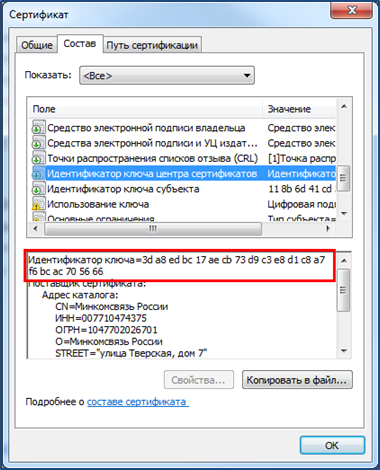 Сертификат
Общие Состав Путь сертификации
Показать: <Все>
Поле Значение
Средство электронной подписи владельца Средство элек
Средство электронной подписи и УЦ издат... Средство элек
Точки распространения списков отзыва (CRL) [1]Точка расп
Идентификатор ключа центра сертификатов Идентификато
Идентификатор ключа субъекта 11 8b 6d 41 cd
Использование ключа Цифровая под
Основные ограничения Тип субъекта=
Идентификатор ключа=3d a8 ed bc 17 ae cb 73 d9 c3 e8 d1 c8 a7
f6 bc ac 70 56 66
Поставщик сертификата:
Адрес каталога:
CN=Минкомсвязь России
ИНН=007710474375
ОГРН=1047702026701
O=Минкомсвязь России
STREET="улица Тверская, дом 7"
Свойства... Копировать в файл...
Подробнее о составе сертификата
OK